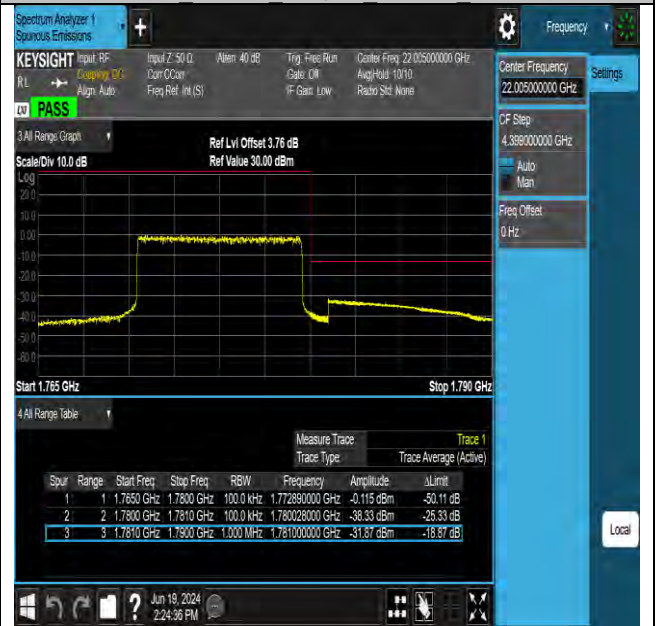 Spectrum Analyzer 1
Spurious Emissions
Frequency
KEYSIGHT Input: RF Input Z: 50 Ω Atten: 40 dB Trig: Free Run Center Freq: 22.005000000 GHz
RL Coupling: DC Corr CCorr Gate: Off Avg|Hold: 10/10
Align: Auto Freq Ref: Int (S) IF Gain: Low Radio Std: None
LXI PASS
Center Frequency
22.005000000 GHz
Settings
CF Step
4.399000000 GHz
Auto
Man
Freq Offset
0 Hz
3 All Range Graph
Ref Lvl Offset 3.76 dB
Scale/Div 10.0 dB Ref Value 30.00 dBm
Log
20.0
10.0
0.00
-10.0
-20.0
-30.0
-40.0
-50.0
-60.0
Start 1.765 GHz Stop 1.790 GHz
4 All Range Table
Measure Trace Trace 1
Trace Type Trace Average (Active)
Spur Range Start Freq Stop Freq RBW Frequency Amplitude ΔLimit
1 1 1.7650 GHz 1.7800 GHz 100.0 kHz 1.772890000 GHz -0.115 dBm -50.11 dB
2 2 1.7800 GHz 1.7810 GHz 100.0 kHz 1.780028000 GHz -38.33 dBm -25.33 dB
3 3 1.7810 GHz 1.7900 GHz 1.000 MHz 1.781000000 GHz -31.87 dBm -18.87 dB
Local
? Jun 19, 2024
2:24:36 PM